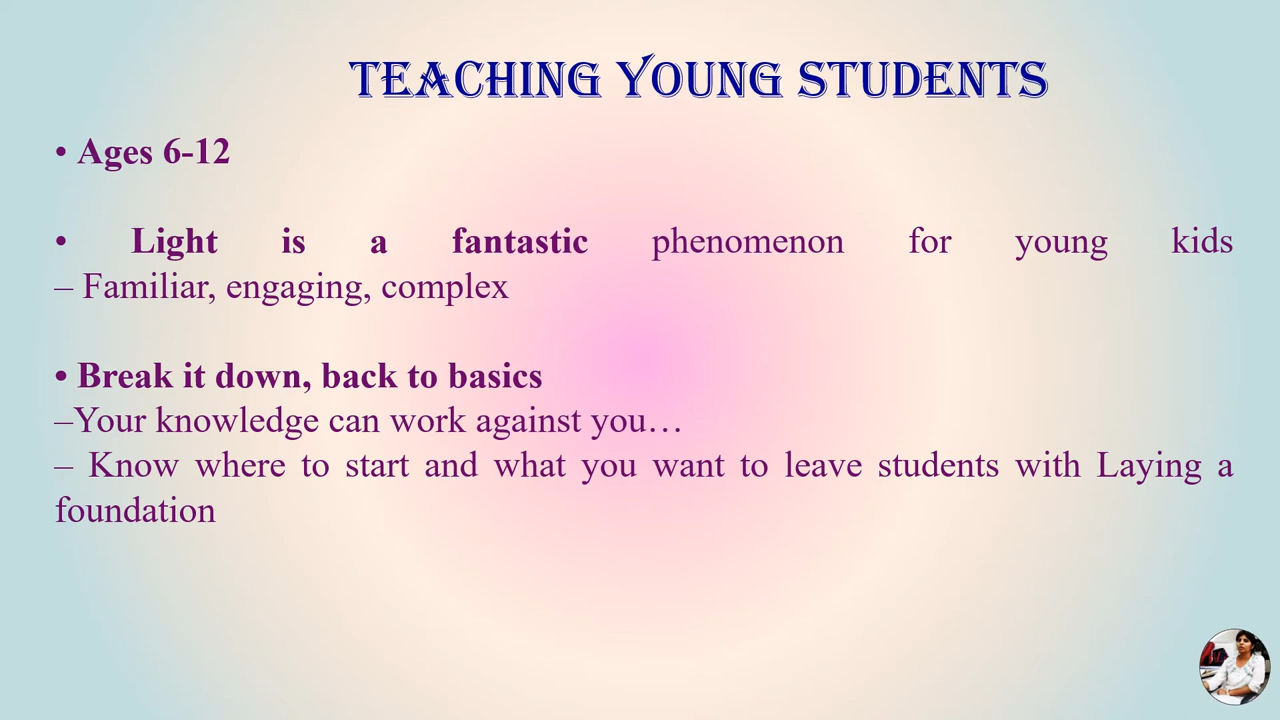 TEACHING YOUNG STUDENTS
• Ages 6-12
• Light is a fantastic phenomenon for young kids
– Familiar, engaging, complex
• Break it down, back to basics
–Your knowledge can work against you…
– Know where to start and what you want to leave students with Laying a
foundation